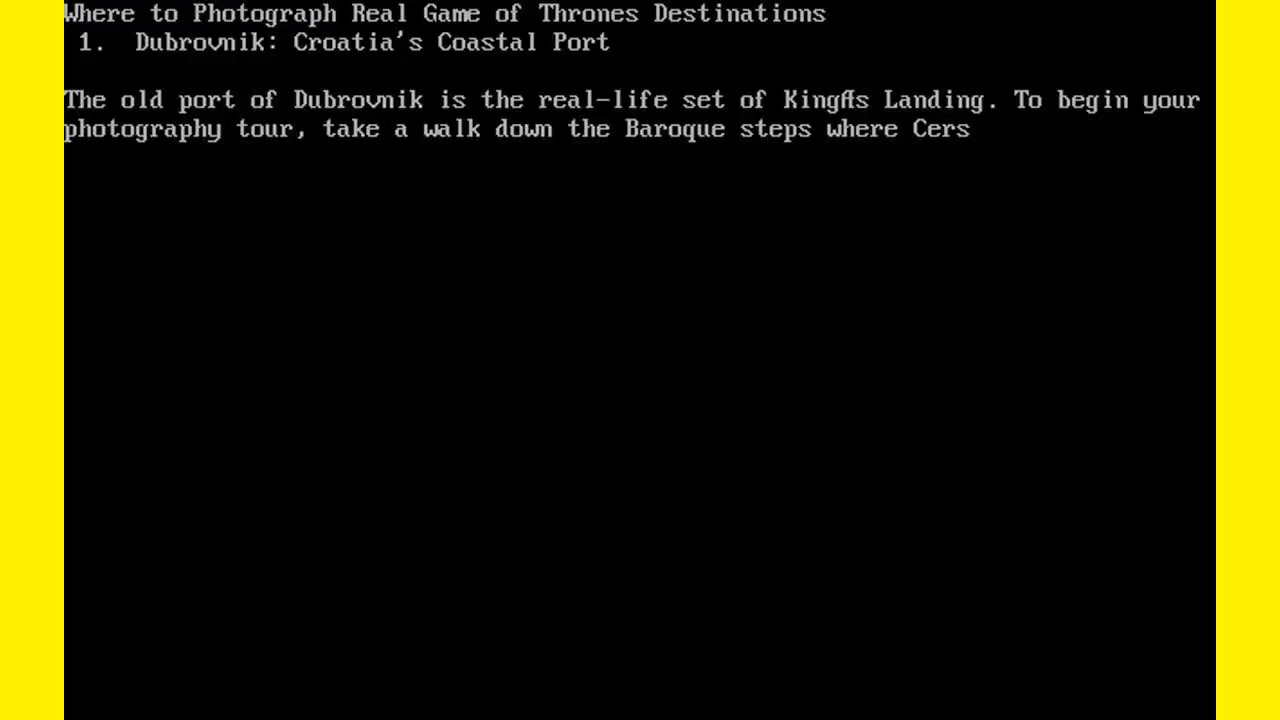 Where to Photograph Real Game of Thrones Destinations
1. Dubrovnik: Croatia's Coastal Port
The old port of Dubrovnik is the real-life set of King₧s Landing. To begin your
photography tour, take a walk down the Baroque steps where Cers